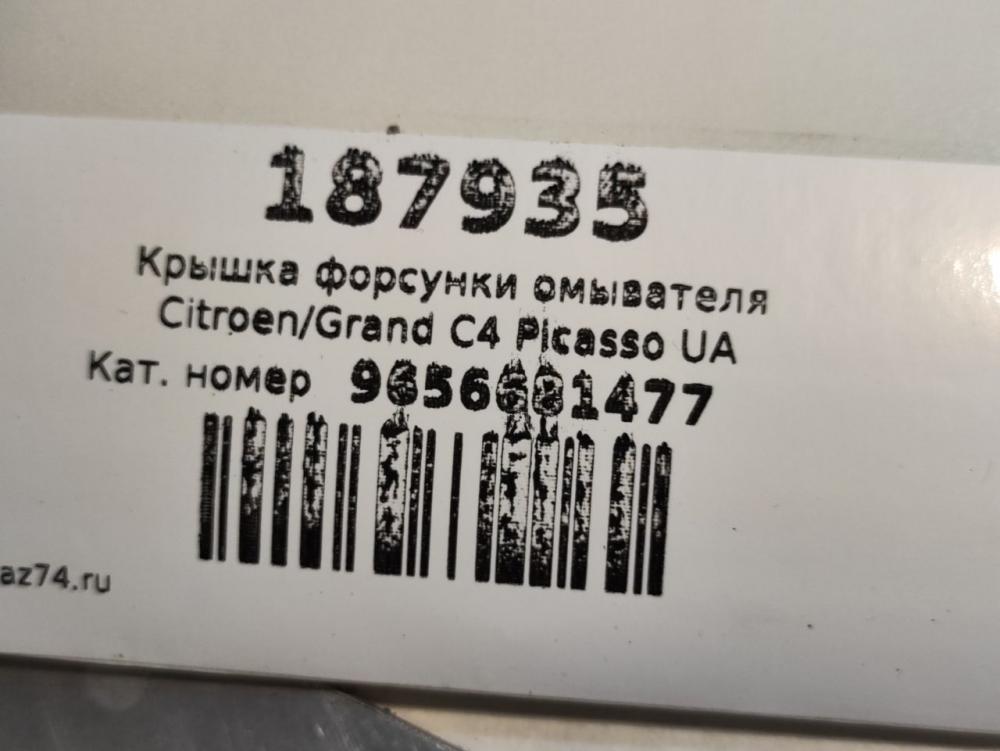 187935
Крышка форсунки омывателя
Citroen/Grand C4 Picasso UA
Кат. номер 9656681477
az74.ru